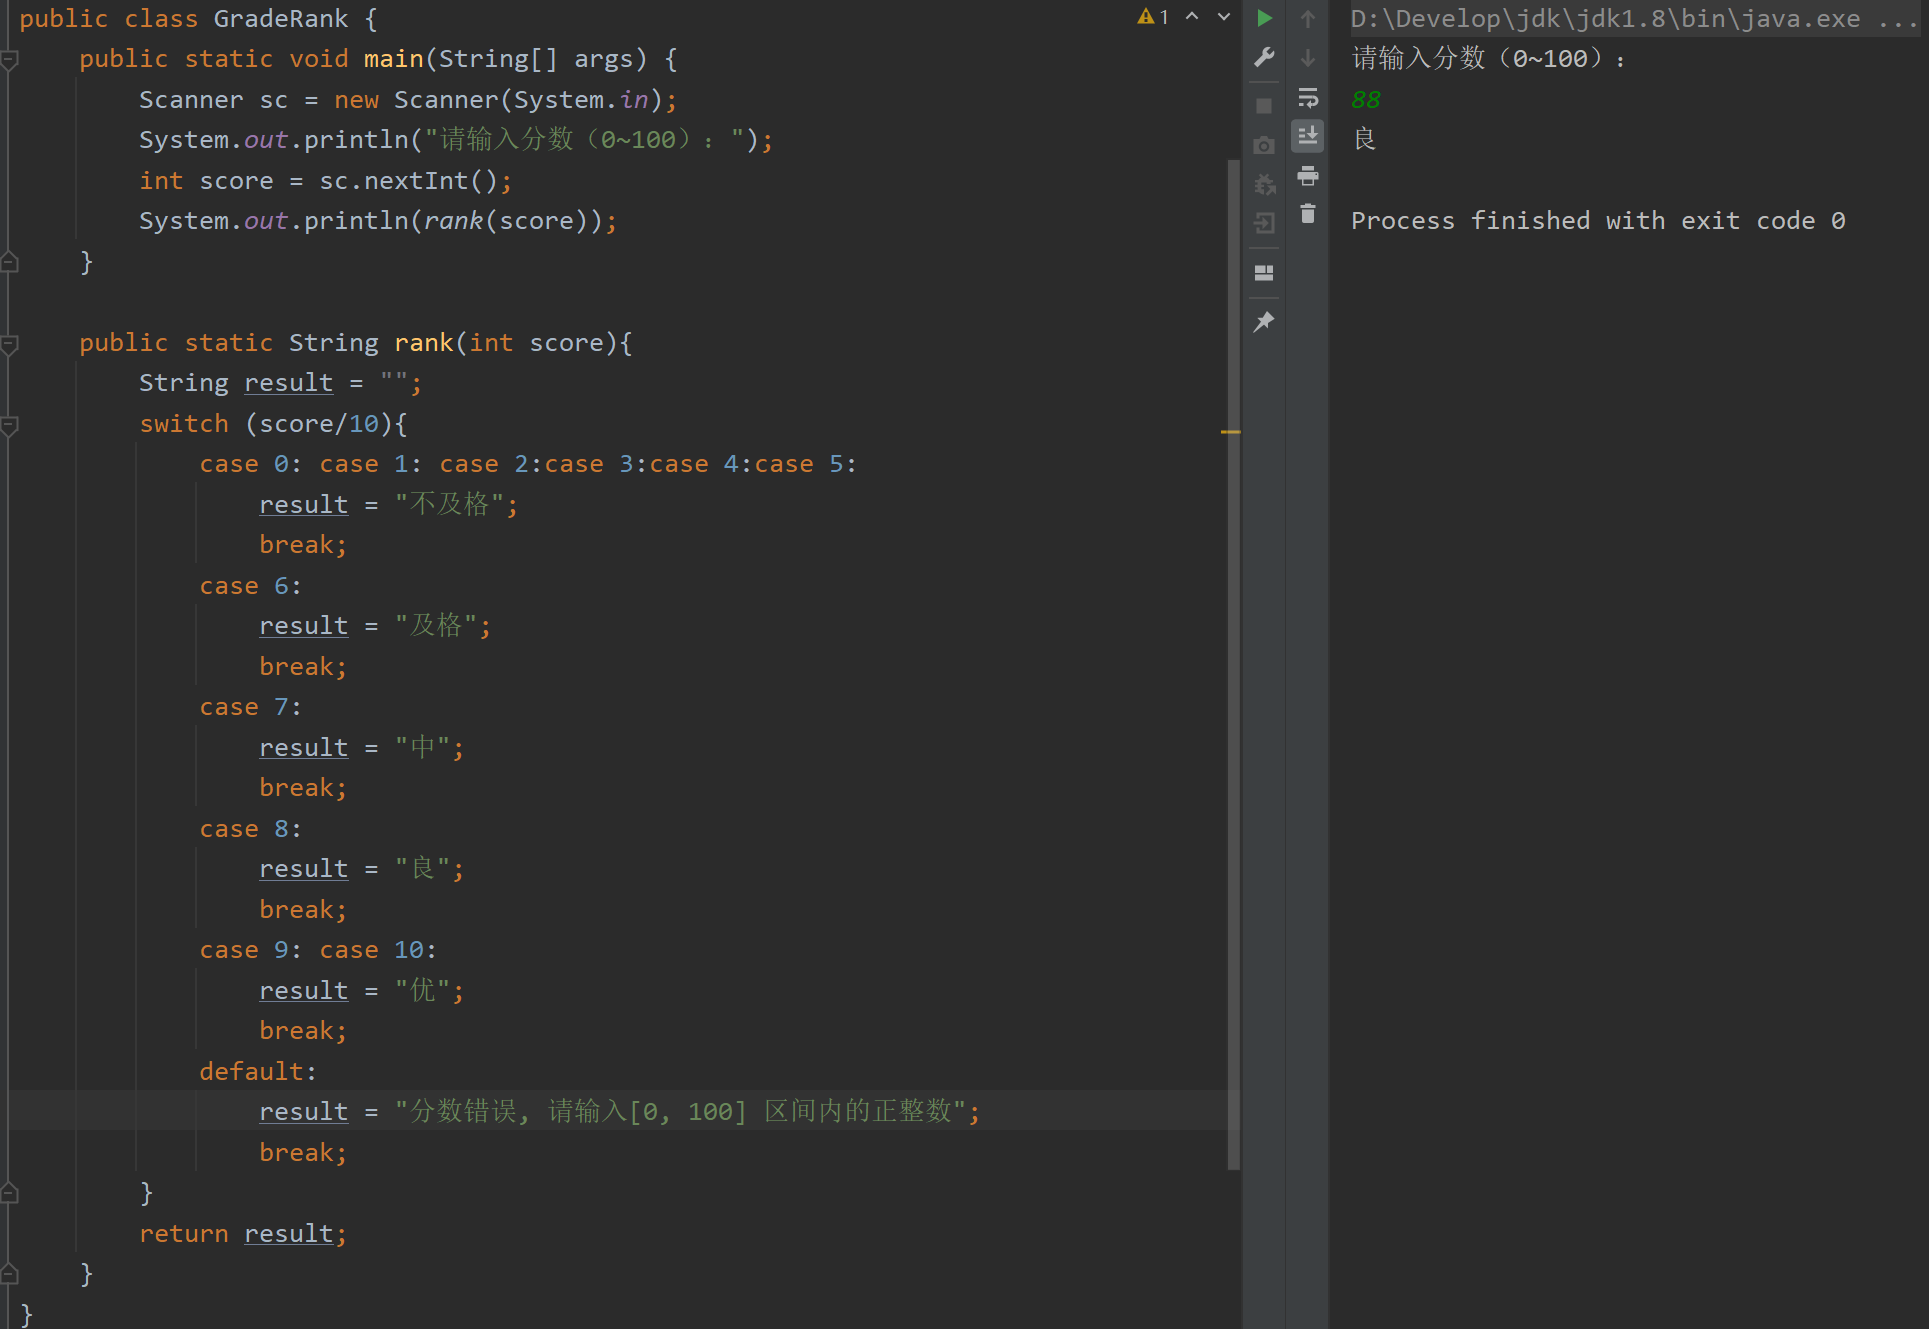 public class GradeRank {
    public static void main(String[] args) {
        Scanner sc = new Scanner(System.in);
        System.out.println("请输入分数（0~100）：");
        int score = sc.nextInt();
        System.out.println(rank(score));
    }
    public static String rank(int score){
        String result = "";
        switch (score/10){
            case 0: case 1: case 2:case 3:case 4:case 5:
                result = "不及格";
                break;
            case 6:
                result = "及格";
                break;
            case 7:
                result = "中";
                break;
            case 8:
                result = "良";
                break;
            case 9: case 10:
                result = "优";
                break;
            default:
                result = "分数错误, 请输入[0, 100] 区间内的正整数";
                break;
        }
        return result;
    }
}
1
D:\Develop\jdk\jdk1.8\bin\java.exe ...
请输入分数（0~100）：
88
良
Process finished with exit code 0